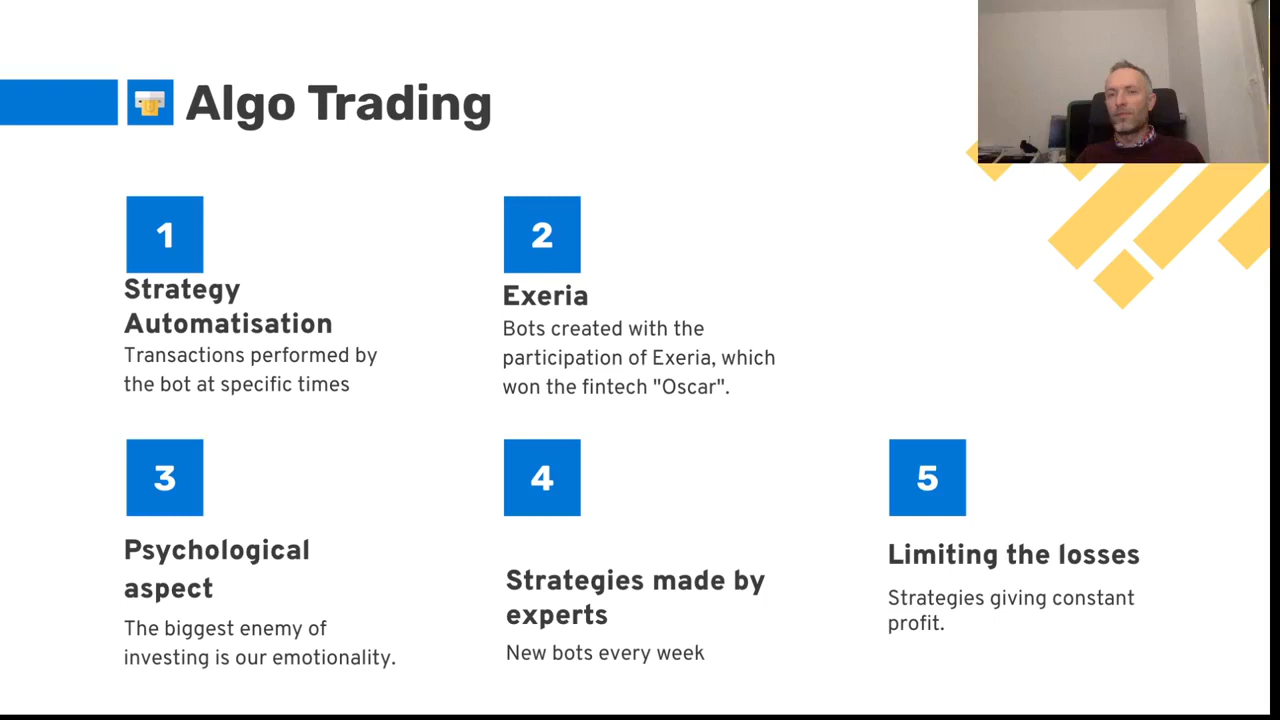 Algo Trading
1
Strategy
Automatisation
Transactions performed by
the bot at specific times
2
Exeria
Bots created with the
participation of Exeria, which
won the fintech "Oscar".
3
Psychological
aspect
The biggest enemy of
investing is our emotionality.
4
Strategies made by
experts
New bots every week
5
Limiting the losses
Strategies giving constant
profit.